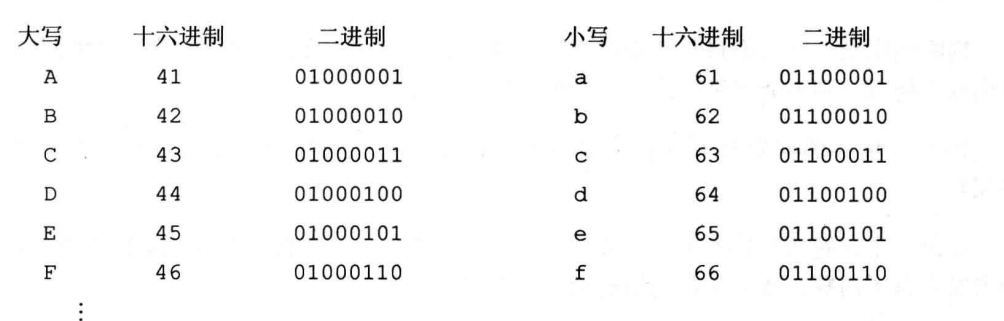 大写 十六进制 二进制 小写 十六进制 二进制
A 41 01000001 a 61 01100001
B 42 01000010 b 62 01100010
C 43 01000011 c 63 01100011
D 44 01000100 d 64 01100100
E 45 01000101 e 65 01100101
F 46 01000110 f 66 01100110
⋮